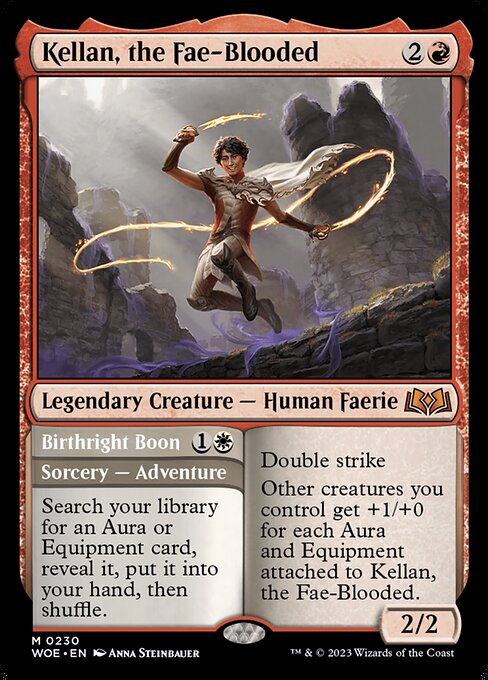 Kellan, the Fae-Blooded 2
Legendary Creature — Human Faerie
Birthright Boon 1
Sorcery — Adventure
Search your library
for an Aura or
Equipment card,
reveal it, put it into
your hand, then
shuffle.
Double strike
Other creatures you
control get +1/+0
for each Aura
and Equipment
attached to Kellan,
the Fae-Blooded.
2/2
M 0230
WOE • EN Anna Steinbauer
™ & © 2023 Wizards of the Coast